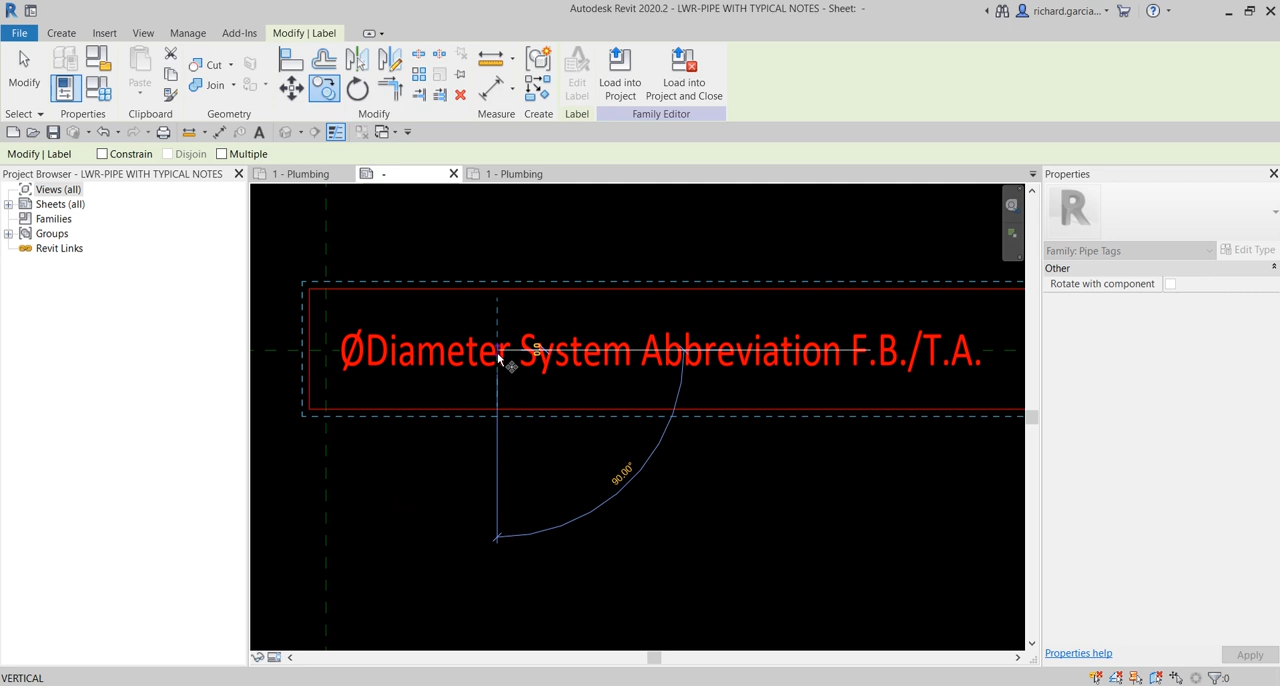 Autodesk Revit 2020.2 - LWR-PIPE WITH TYPICAL NOTES - Sheet: -
richard.garcia...
File Create Insert View Manage Add-Ins Modify | Label
Modify
Paste
Cut
Join
Edit Label
Load into Project
Load into Project and Close
Select Properties Clipboard Geometry Modify Measure Create Label Family Editor
Modify | Label Constrain Disjoin Multiple
Project Browser - LWR-PIPE WITH TYPICAL NOTES
1 - Plumbing
-
1 - Plumbing
Properties
Views (all)
Sheets (all)
Families
Groups
Revit Links
Family: Pipe Tags
Edit Type
Other
Rotate with component
ØDiameter System Abbreviation F.B./T.A.
90.00°
Properties help
Apply
VERTICAL
:0